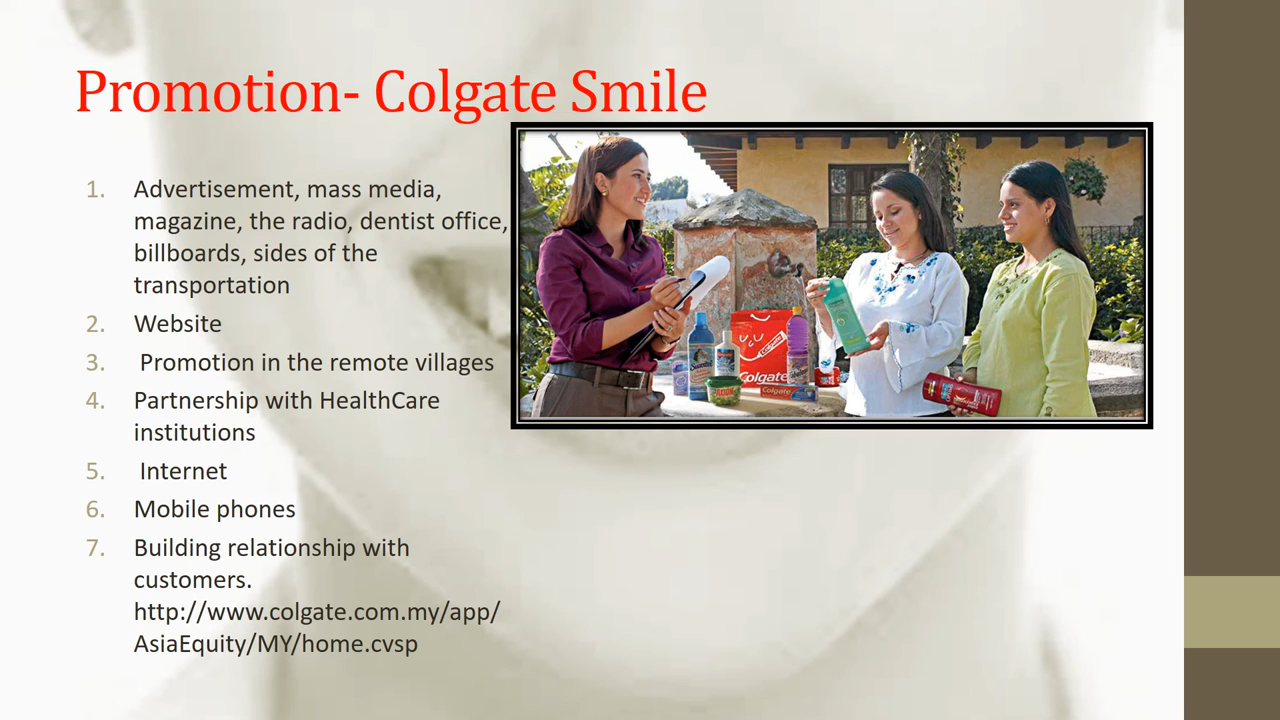 Promotion- Colgate Smile
1. Advertisement, mass media,
magazine, the radio, dentist office,
billboards, sides of the
transportation
2. Website
3. Promotion in the remote villages
4. Partnership with HealthCare
institutions
5. Internet
6. Mobile phones
7. Building relationship with
customers.
http://www.colgate.com.my/app/
AsiaEquity/MY/home.cvsp
Colgate
Colgate